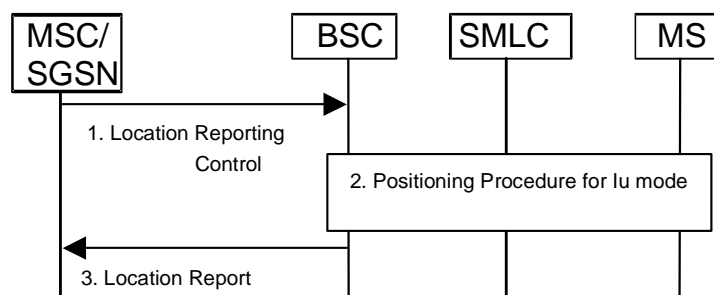 MSC/
SGSN
BSC
SMLC
MS
1. Location Reporting
Control
2. Positioning Procedure for Iu mode
3. Location Report